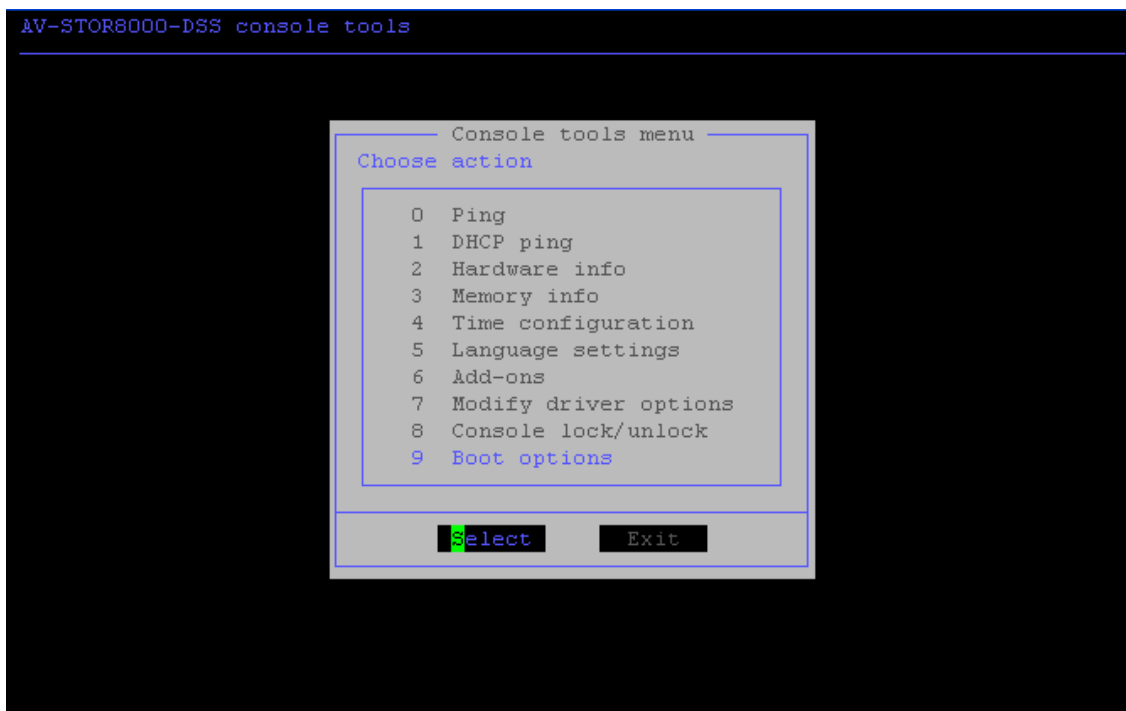 AV-STOR8000-DSS console tools
Console tools menu
Choose action
0 Ping
1 DHCP ping
2 Hardware info
3 Memory info
4 Time configuration
5 Language settings
6 Add-ons
7 Modify driver options
8 Console lock/unlock
9 Boot options
Select Exit